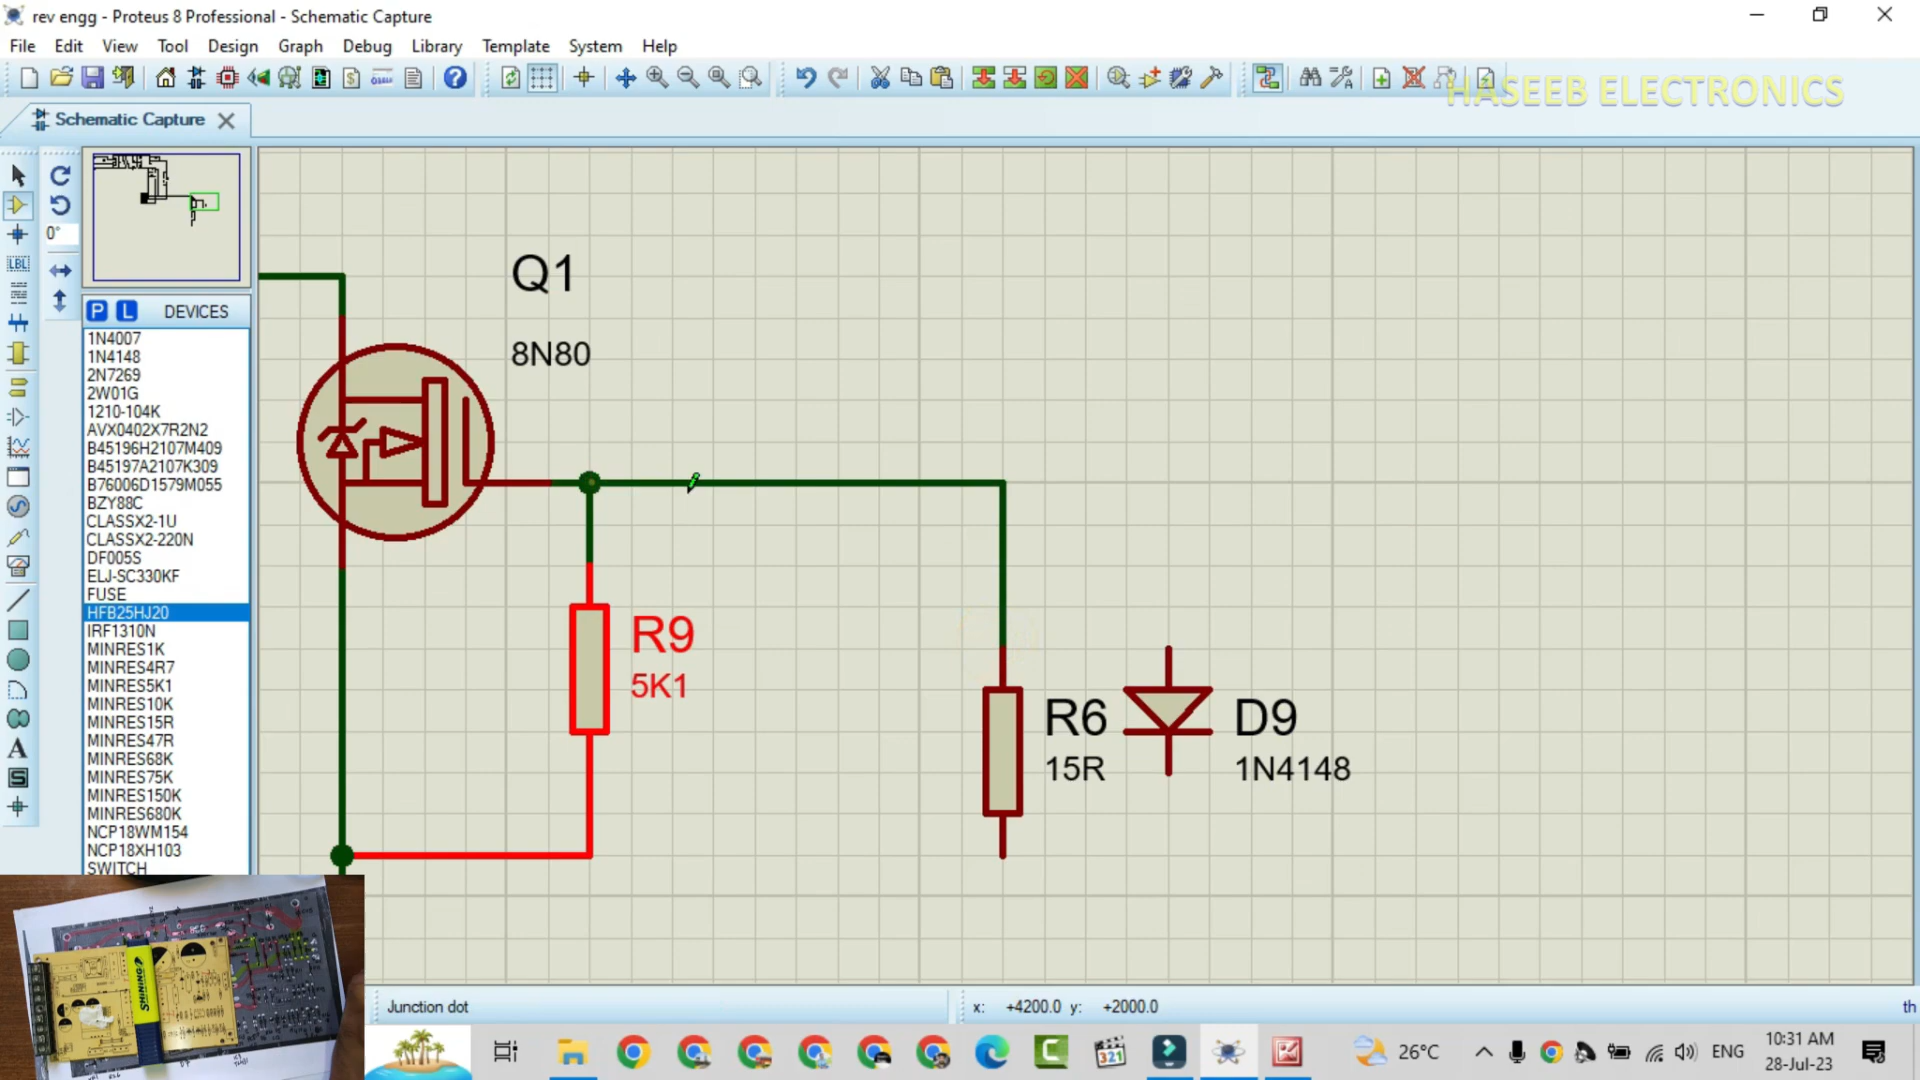 rev engg - Proteus 8 Professional - Schematic Capture
File Edit View Tool Design Graph Debug Library Template System Help
HASEEB ELECTRONICS
Schematic Capture
0°
LBL
P L DEVICES
1N4007
1N4148
2N7269
2W01G
1210-104K
AVX0402X7R2N2
B45196H2107M409
B45197A2107K309
B76006D1579M055
BZY88C
CLASSX2-1U
CLASSX2-220N
DF005S
ELJ-SC330KF
FUSE
HFB25HJ20
IRF1310N
MINRES1K
MINRES4R7
MINRES5K1
MINRES10K
MINRES15R
MINRES47R
MINRES68K
MINRES75K
MINRES150K
MINRES680K
NCP18WM154
NCP18XH103
SWITCH
A
S
Q1
8N80
R9
5K1
R6
15R
D9
1N4148
SHINING
Junction dot
x: +4200.0 y: +2000.0
th
C
321
26°C
ENG
10:31 AM
28-Jul-23